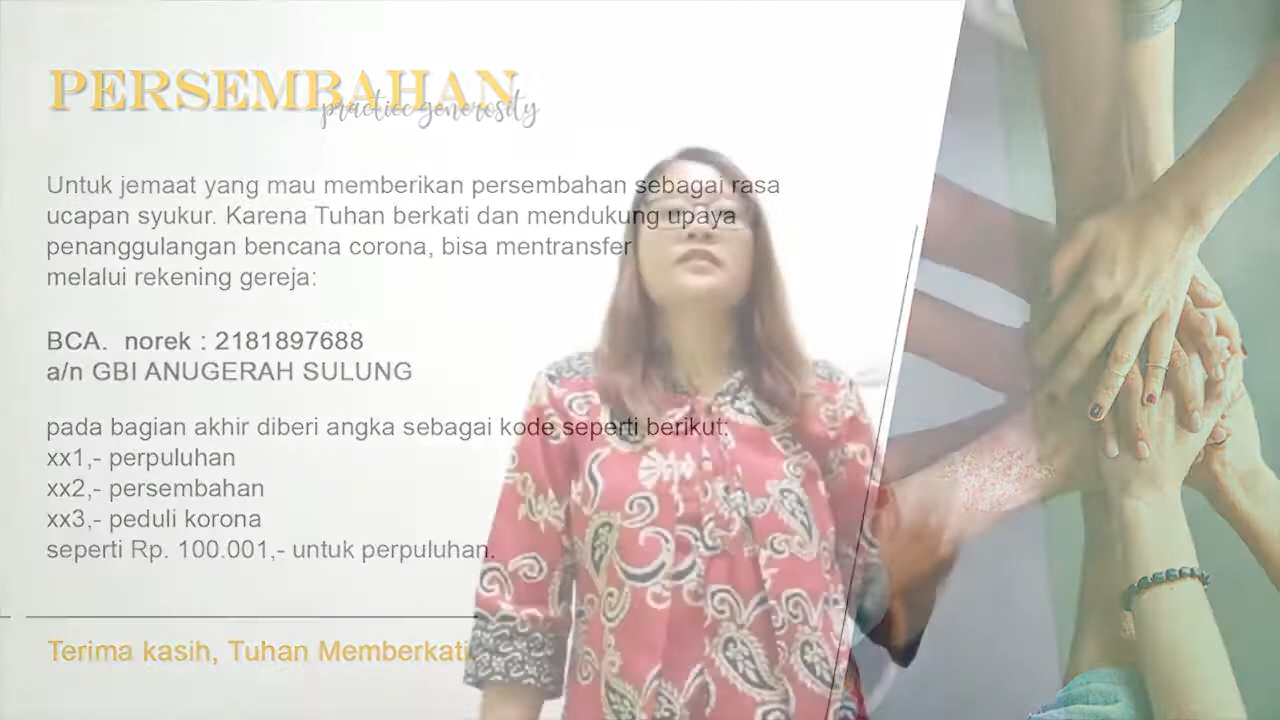 PERSEMBAHAN
practice generosity
Untuk jemaat yang mau memberikan persembahan sebagai rasa
ucapan syukur. Karena Tuhan berkati dan mendukung upaya
penanggulangan bencana corona, bisa mentransfer
melalui rekening gereja:
BCA. norek : 2181897688
a/n GBI ANUGERAH SULUNG
pada bagian akhir diberi angka sebagai kode seperti berikut:
xx1,- perpuluhan
xx2,- persembahan
xx3,- peduli korona
seperti Rp. 100.001,- untuk perpuluhan.
Terima kasih, Tuhan Memberkati